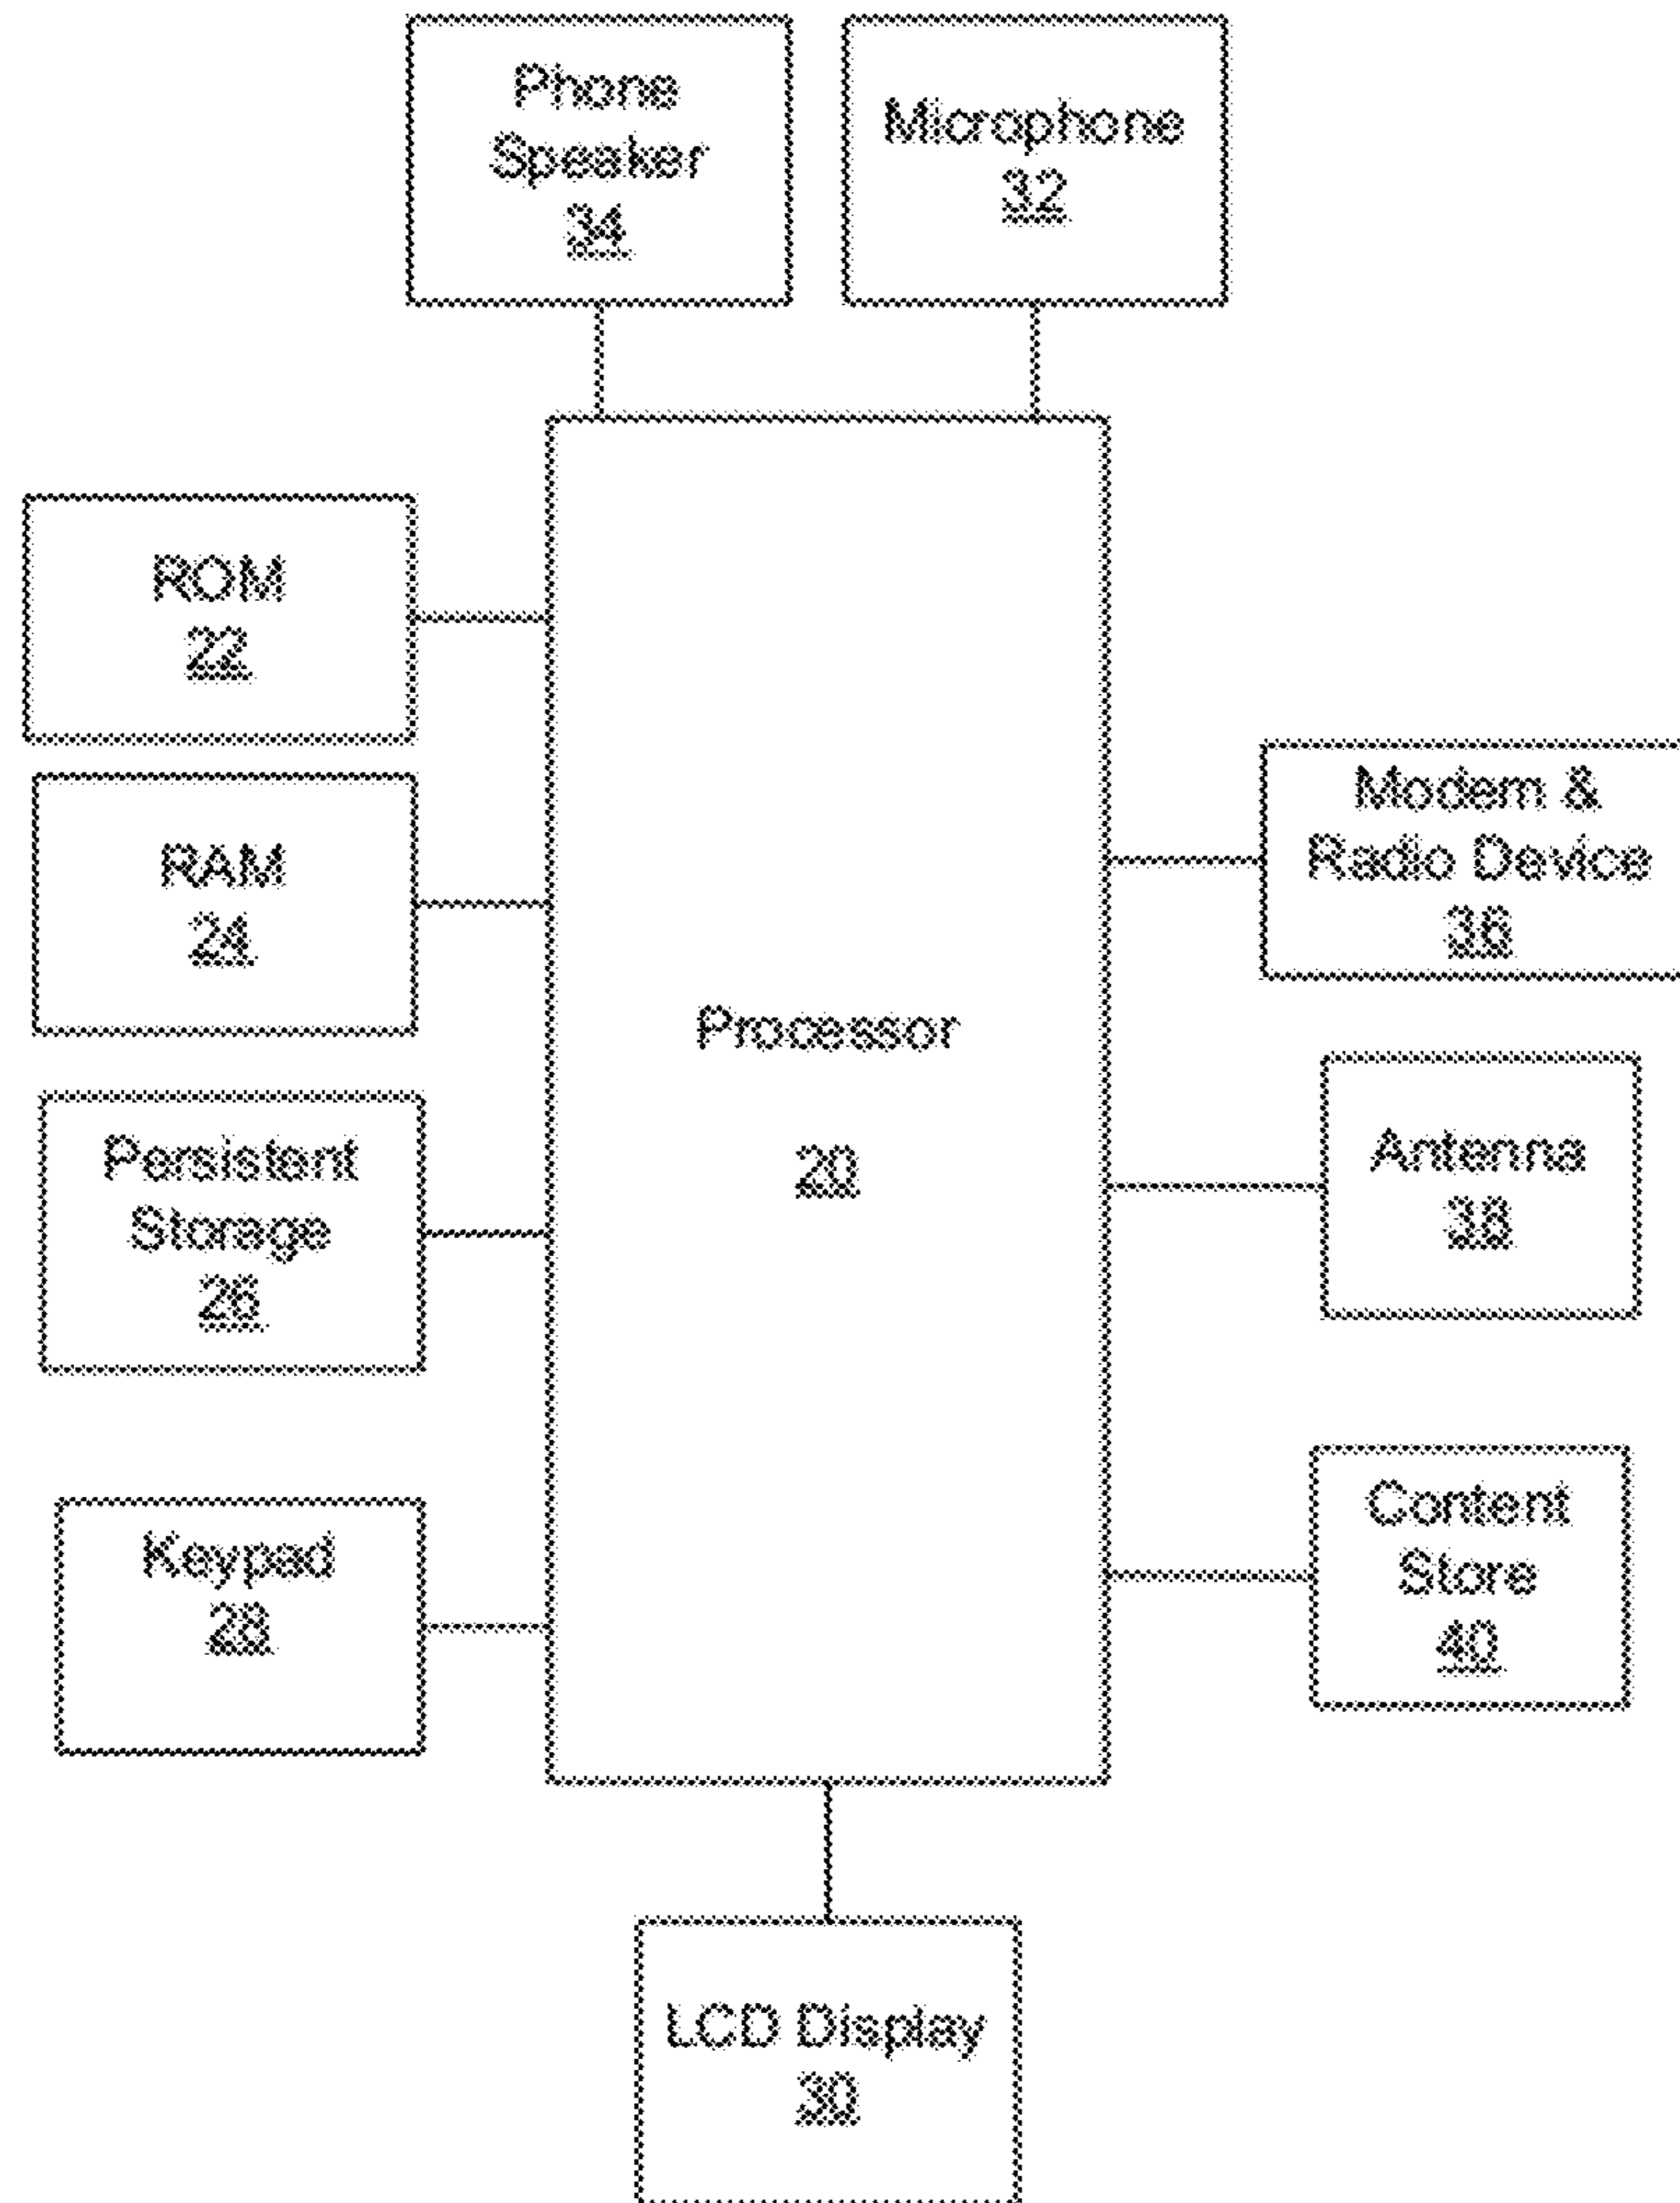 Phone
Speaker
34
Microphone
32
ROM
22
RAM
24
Persistent
Storage
26
Keypad
28
Processor
20
Modem &
Radio Device
36
Antenna
38
Content
Store
40
LCD Display
30